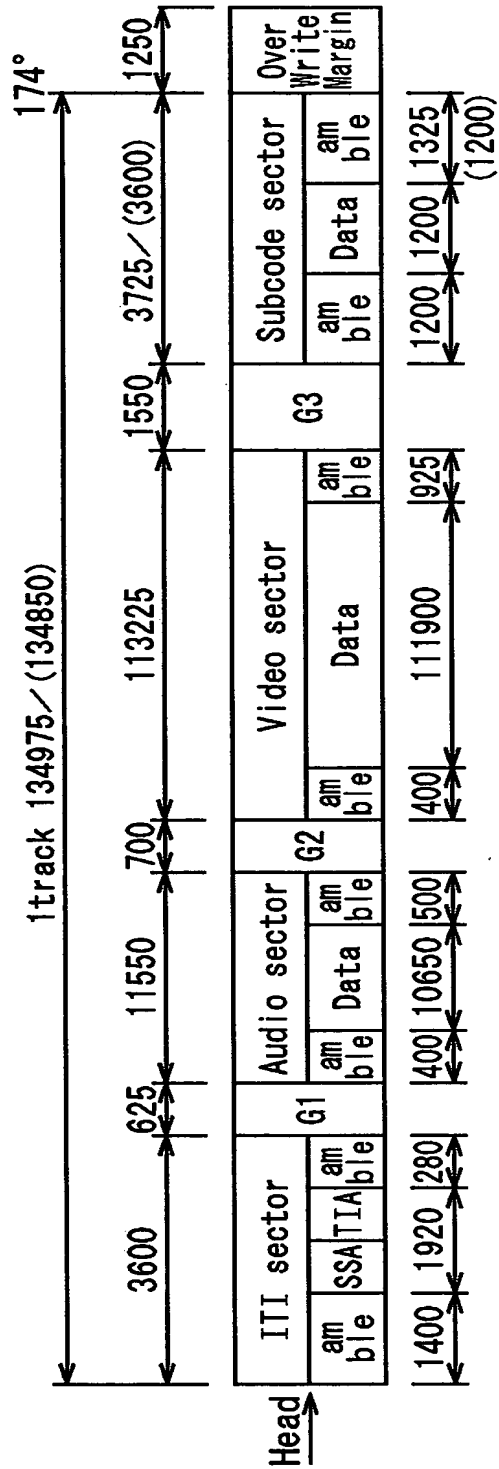 1track 134975/(134850)
174°
3600
625
11550
700
113225
1550
3725/(3600)
1250
Head
ITI sector
G1
Audio sector
G2
Video sector
G3
Subcode sector
Over
Write
Margin
am
ble
SSA
TIA
am
ble
am
ble
Data
am
ble
am
ble
Data
am
ble
am
ble
Data
am
ble
1400
1920
280
400
10650
500
400
111900
925
1200
1200
1325
(1200)